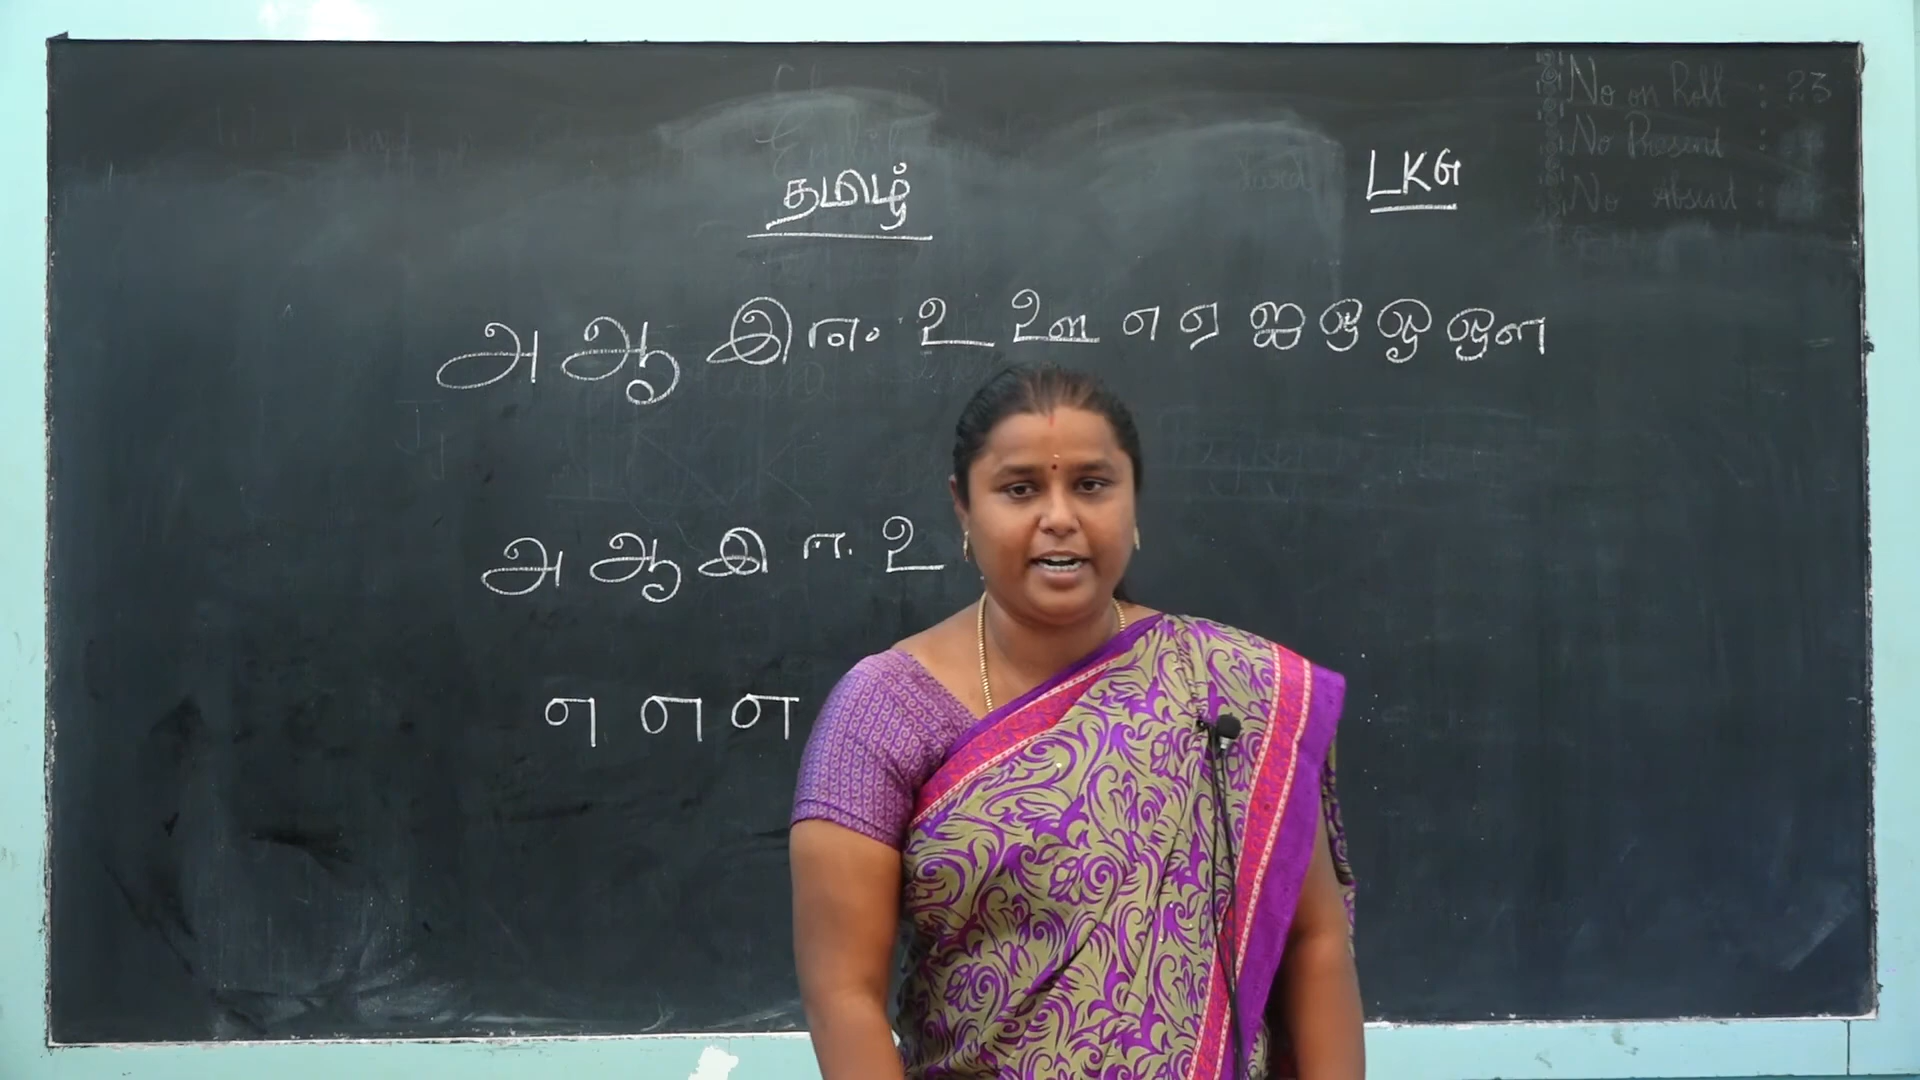 No on Roll : 23
No Present :
No Absent :
தமிழ் LKG
அ ஆ இ ஈ உ ஊ எ ஏ ஐ ஒ ஓ ஔ
அ ஆ இ ஈ உ
எ எ எ